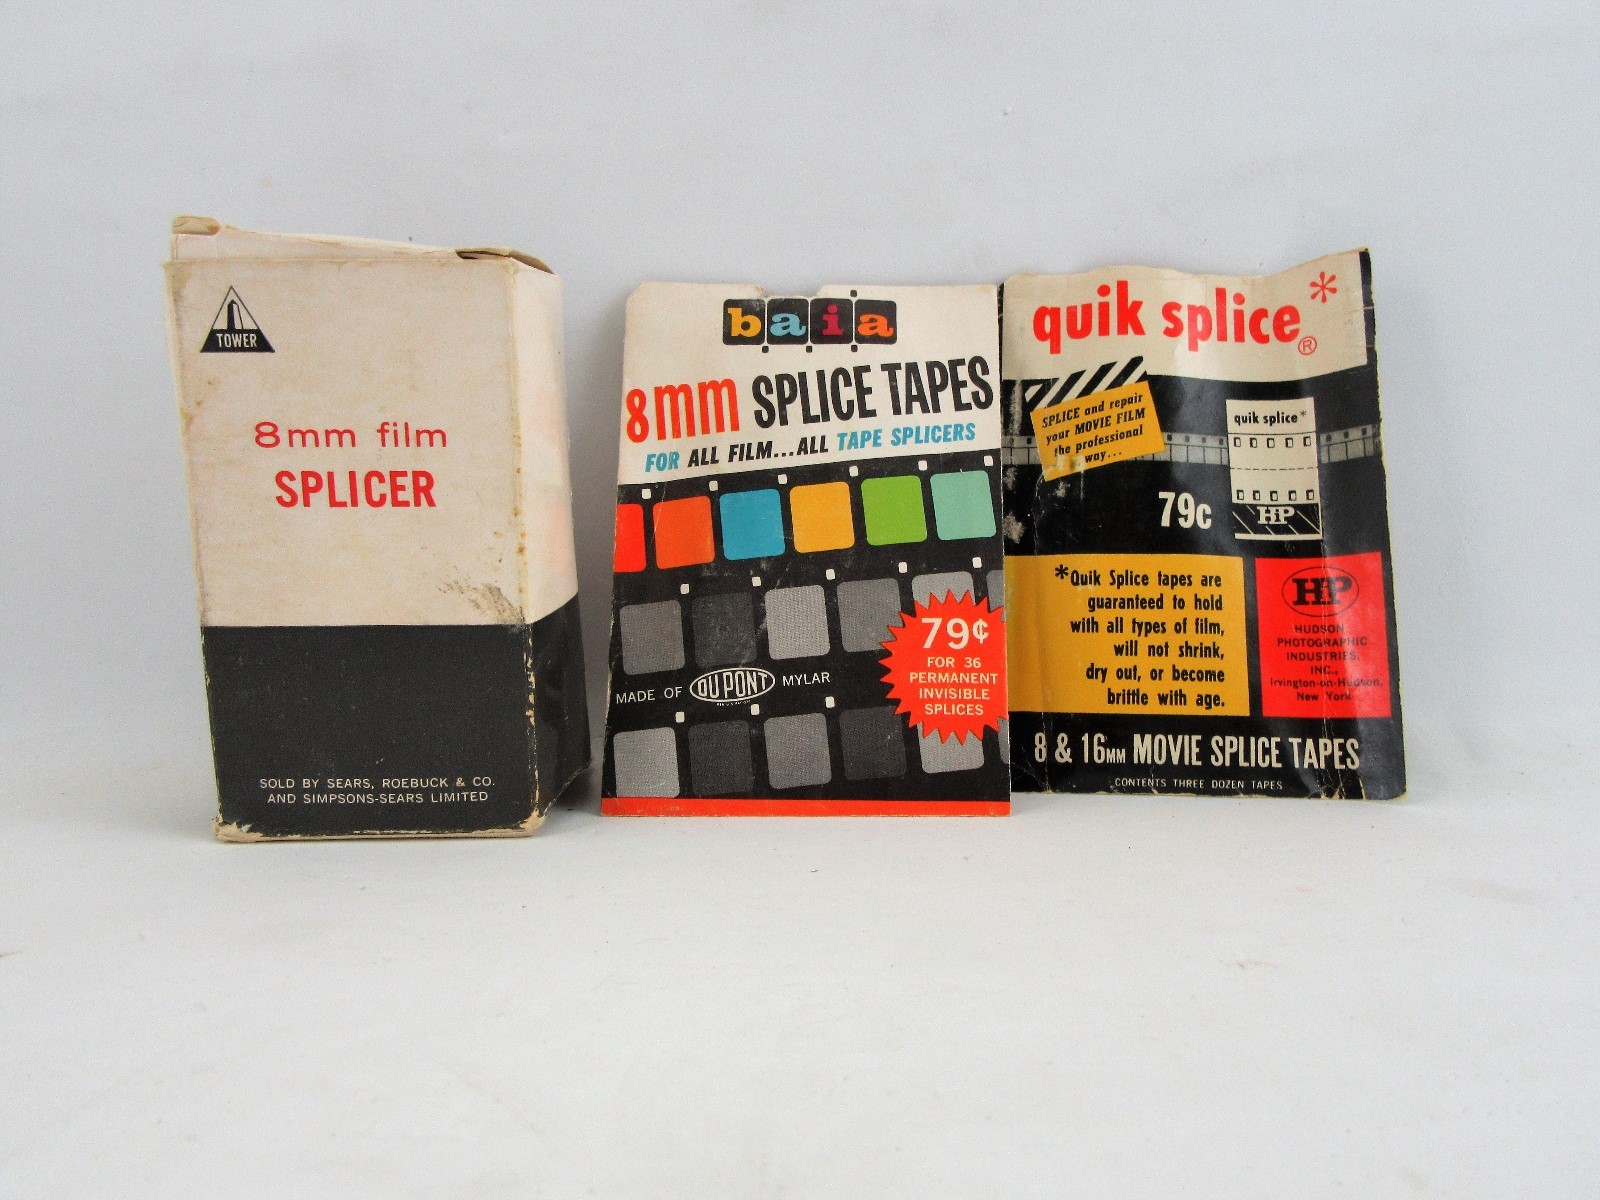 TOWER
8mm film
SPLICER
SOLD BY SEARS, ROEBUCK & CO.
AND SIMPSONS-SEARS LIMITED
baia
8mm SPLICE TAPES
FOR ALL FILM...ALL TAPE SPLICERS
MADE OF DU PONT MYLAR
79¢
FOR 36
PERMANENT
INVISIBLE
SPLICES
quik splice*
®
SPLICE and repair
your MOVIE FILM
the professional
way...
quik splice*
HP
79c
*Quik Splice tapes are
guaranteed to hold
with all types of film,
will not shrink,
dry out, or become
brittle with age.
HP
HUDSON
PHOTOGRAPHIC
INDUSTRIES,
INC.,
Irvington-on-Hudson,
New York
8 & 16MM MOVIE SPLICE TAPES
CONTENTS THREE DOZEN TAPES